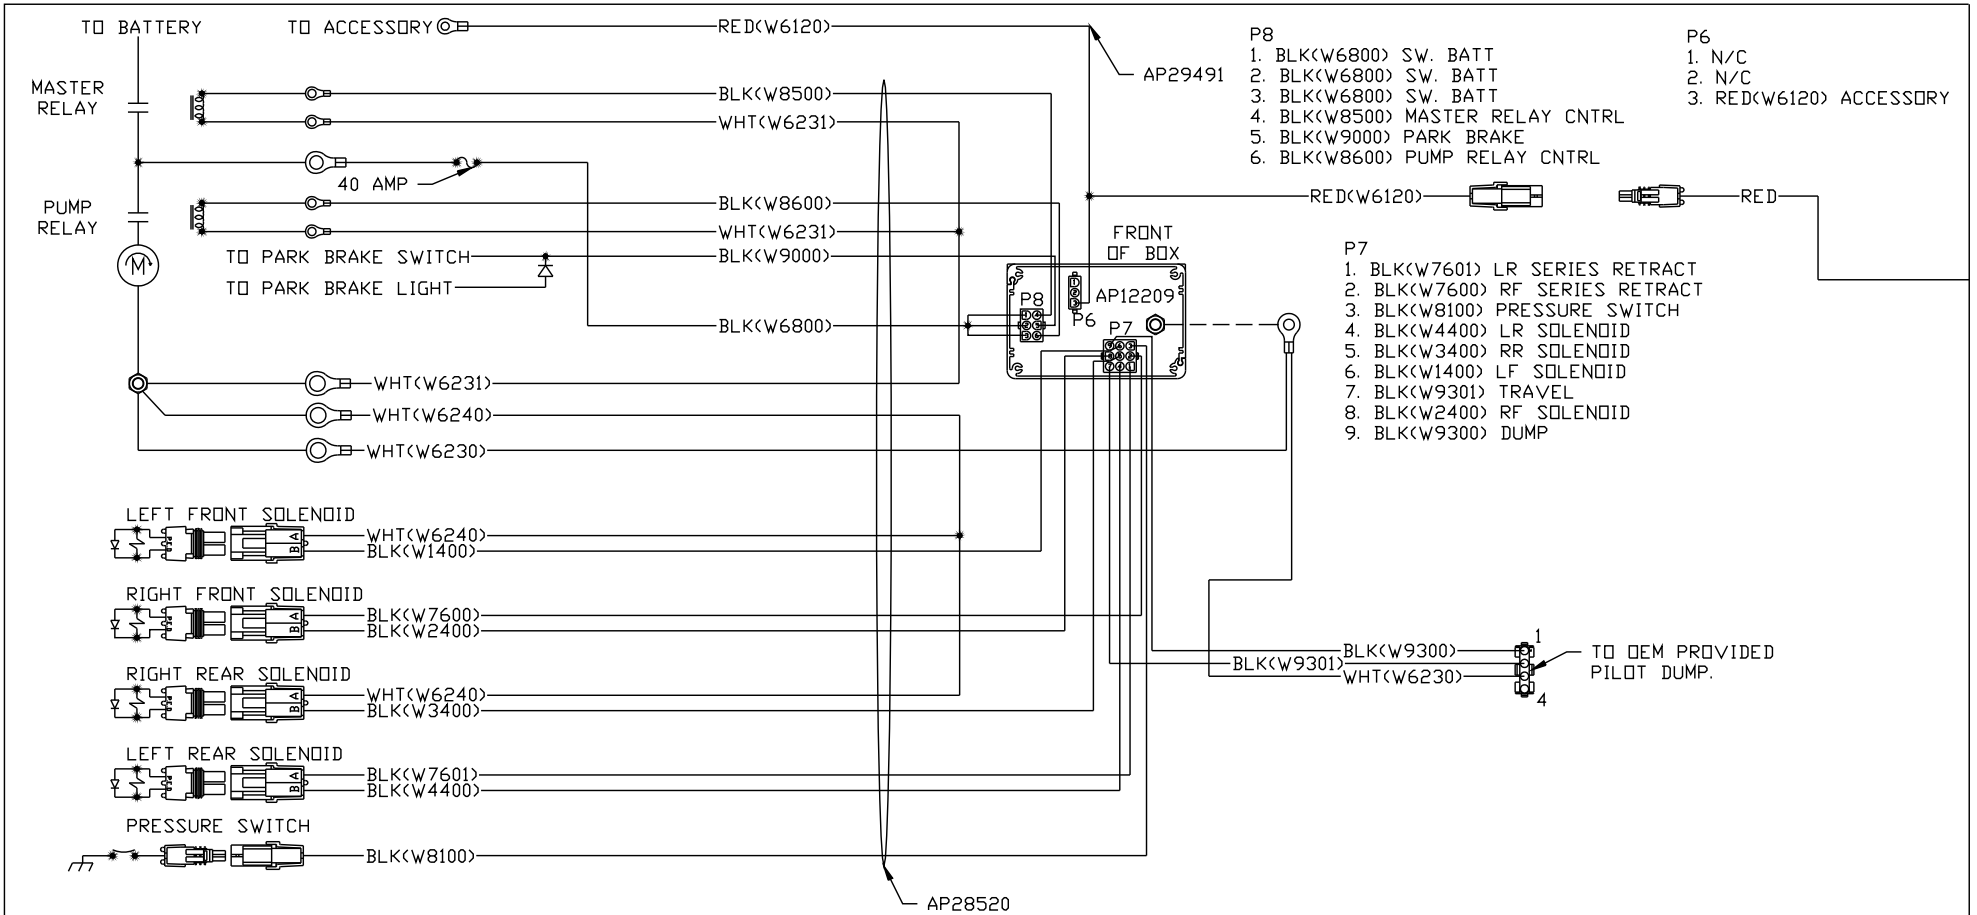 TO BATTERY
TO ACCESSORY
RED(W6120)
AP29491
MASTER
RELAY
BLK(W8500)
WHT(W6231)
40 AMP
PUMP
RELAY
BLK(W8600)
WHT(W6231)
TO PARK BRAKE SWITCH
BLK(W9000)
TO PARK BRAKE LIGHT
M
BLK(W6800)
WHT(W6231)
WHT(W6240)
WHT(W6230)
P8
1. BLK(W6800) SW. BATT
2. BLK(W6800) SW. BATT
3. BLK(W6800) SW. BATT
4. BLK(W8500) MASTER RELAY CNTRL
5. BLK(W9000) PARK BRAKE
6. BLK(W8600) PUMP RELAY CNTRL
P6
1. N/C
2. N/C
3. RED(W6120) ACCESSORY
RED(W6120)
RED
FRONT
OF BOX
P8
AP12209
P6
P7
P7
1. BLK(W7601) LR SERIES RETRACT
2. BLK(W7600) RF SERIES RETRACT
3. BLK(W8100) PRESSURE SWITCH
4. BLK(W4400) LR SOLENOID
5. BLK(W3400) RR SOLENOID
6. BLK(W1400) LF SOLENOID
7. BLK(W9301) TRAVEL
8. BLK(W2400) RF SOLENOID
9. BLK(W9300) DUMP
LEFT FRONT SOLENOID
A
B
WHT(W6240)
BLK(W1400)
RIGHT FRONT SOLENOID
A
B
BLK(W7600)
BLK(W2400)
RIGHT REAR SOLENOID
A
B
WHT(W6240)
BLK(W3400)
LEFT REAR SOLENOID
A
B
BLK(W7601)
BLK(W4400)
PRESSURE SWITCH
BLK(W8100)
AP28520
BLK(W9300)
BLK(W9301)
WHT(W6230)
1
4
TO OEM PROVIDED
PILOT DUMP.